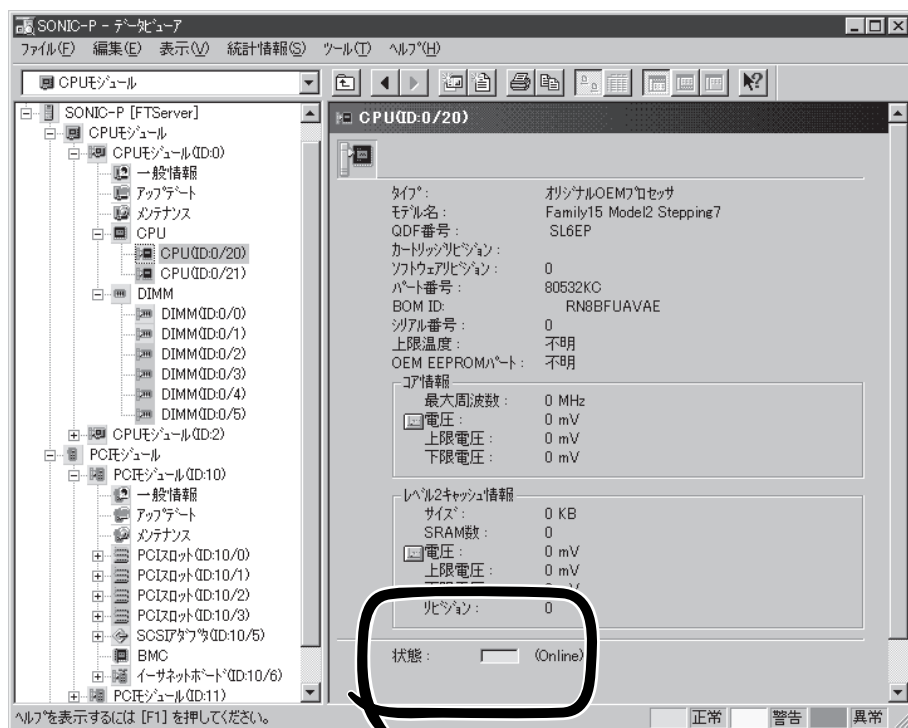 SONIC-P - データビューア
ファイル(F) 編集(E) 表示(V) 統計情報(S) ツール(T) ヘルプ(H)
CPUモジュール
SONIC-P [FTServer]
CPUモジュール
CPUモジュール(ID:0)
一般情報
アップデート
メンテナンス
CPU
CPU(ID:0/20)
CPU(ID:0/21)
DIMM
DIMM(ID:0/0)
DIMM(ID:0/1)
DIMM(ID:0/2)
DIMM(ID:0/3)
DIMM(ID:0/4)
DIMM(ID:0/5)
CPUモジュール(ID:2)
PCIモジュール
PCIモジュール(ID:10)
一般情報
アップデート
メンテナンス
PCIスロット(ID:10/0)
PCIスロット(ID:10/1)
PCIスロット(ID:10/2)
PCIスロット(ID:10/3)
SCSIアダプタ(ID:10/5)
BMC
イーサネットボード(ID:10/6)
PCIモジュール(ID:11)
CPU(ID:0/20)
タイプ: オリジナルOEMプロセッサ
モデル名: Family15 Model2 Stepping7
QDF番号: SL6EP
カートリッジリビジョン:
ソフトウェアリビジョン: 0
パート番号: 80532KC
BOM ID: RN8BFUAVAE
シリアル番号: 0
上限温度: 不明
OEM EEPROMパート: 不明
コア情報
最大周波数: 0 MHz
電圧: 0 mV
上限電圧: 0 mV
下限電圧: 0 mV
レベル2キャッシュ情報
サイズ: 0 KB
SRAM数: 0
電圧: 0 mV
上限電圧: 0 mV
リビジョン: 0
状態: (Online)
ヘルプを表示するには [F1] を押してください。 正常 警告 異常